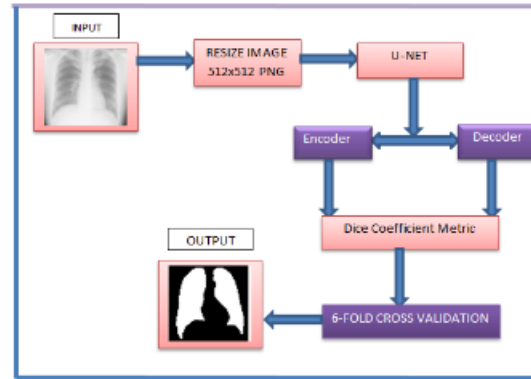 INPUT
RESIZE IMAGE
512x512 PNG
U-NET
Encoder
Decoder
Dice Coefficient Metric
OUTPUT
6-FOLD CROSS VALIDATION